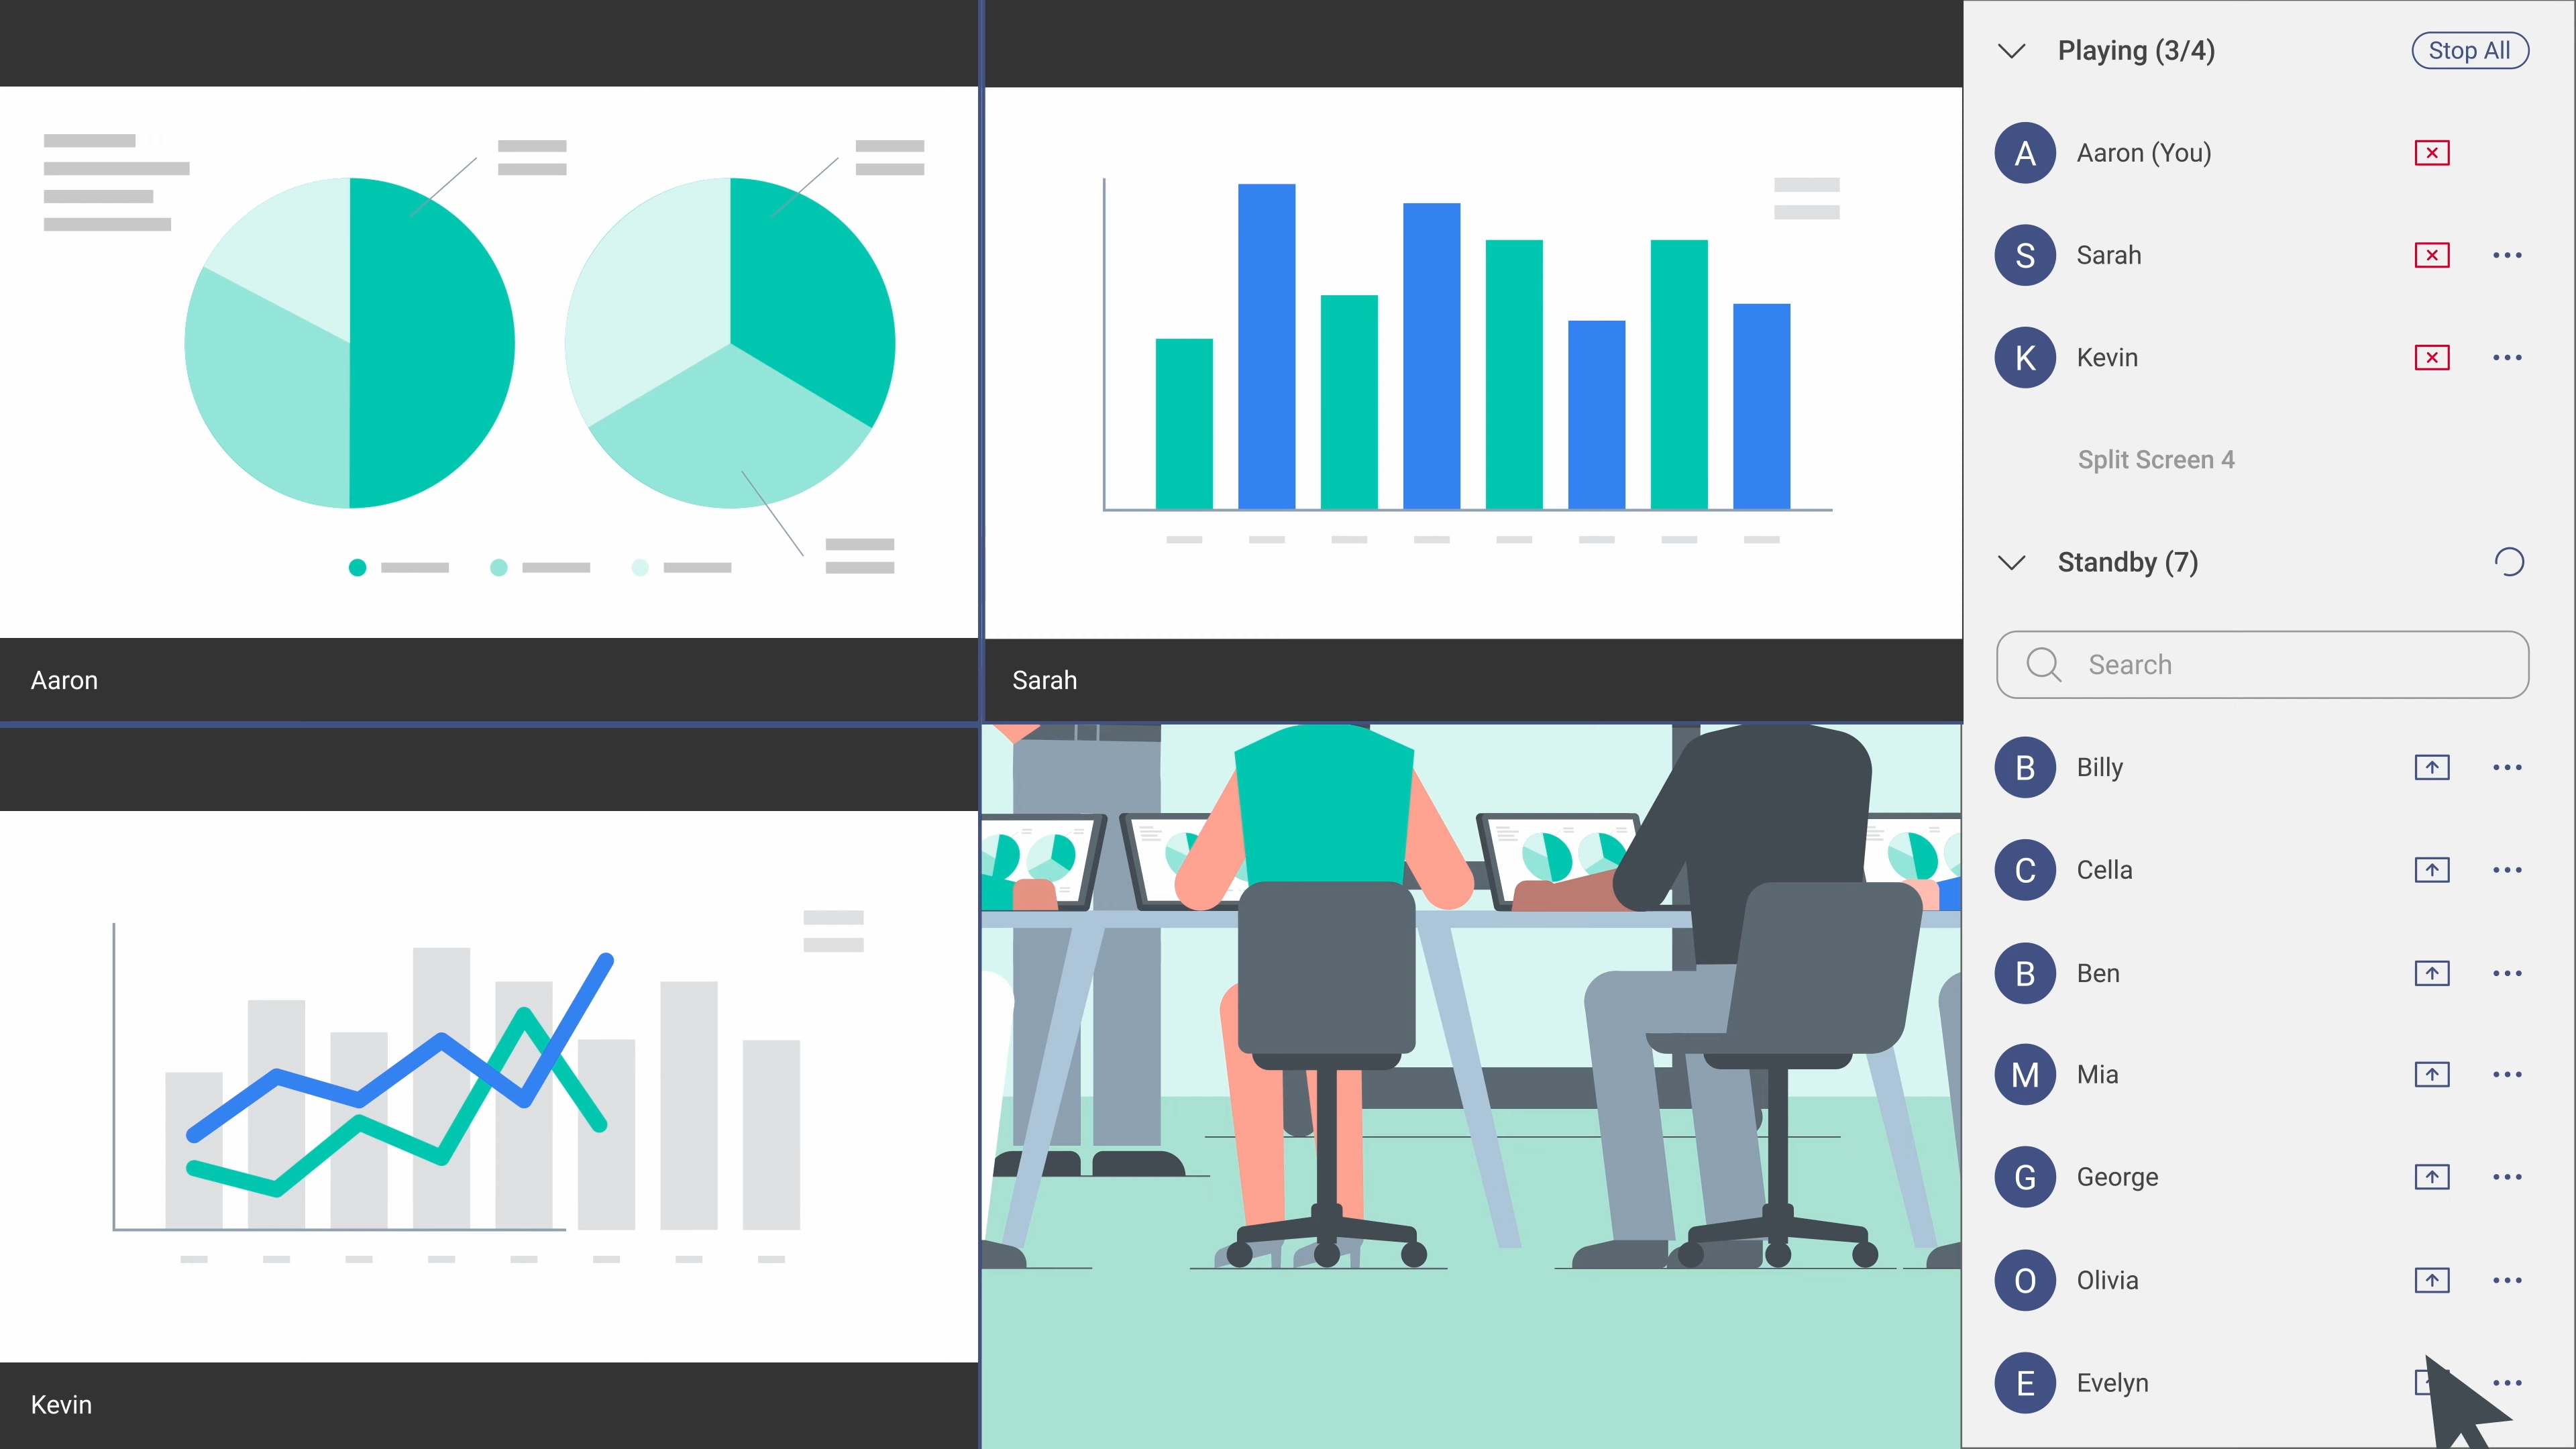 Aaron
Sarah
Kevin
Playing (3/4)
Stop All
A
Aaron (You)
S
Sarah
K
Kevin
Split Screen 4
Standby (7)
Search
B
Billy
C
Cella
B
Ben
M
Mia
G
George
O
Olivia
E
Evelyn